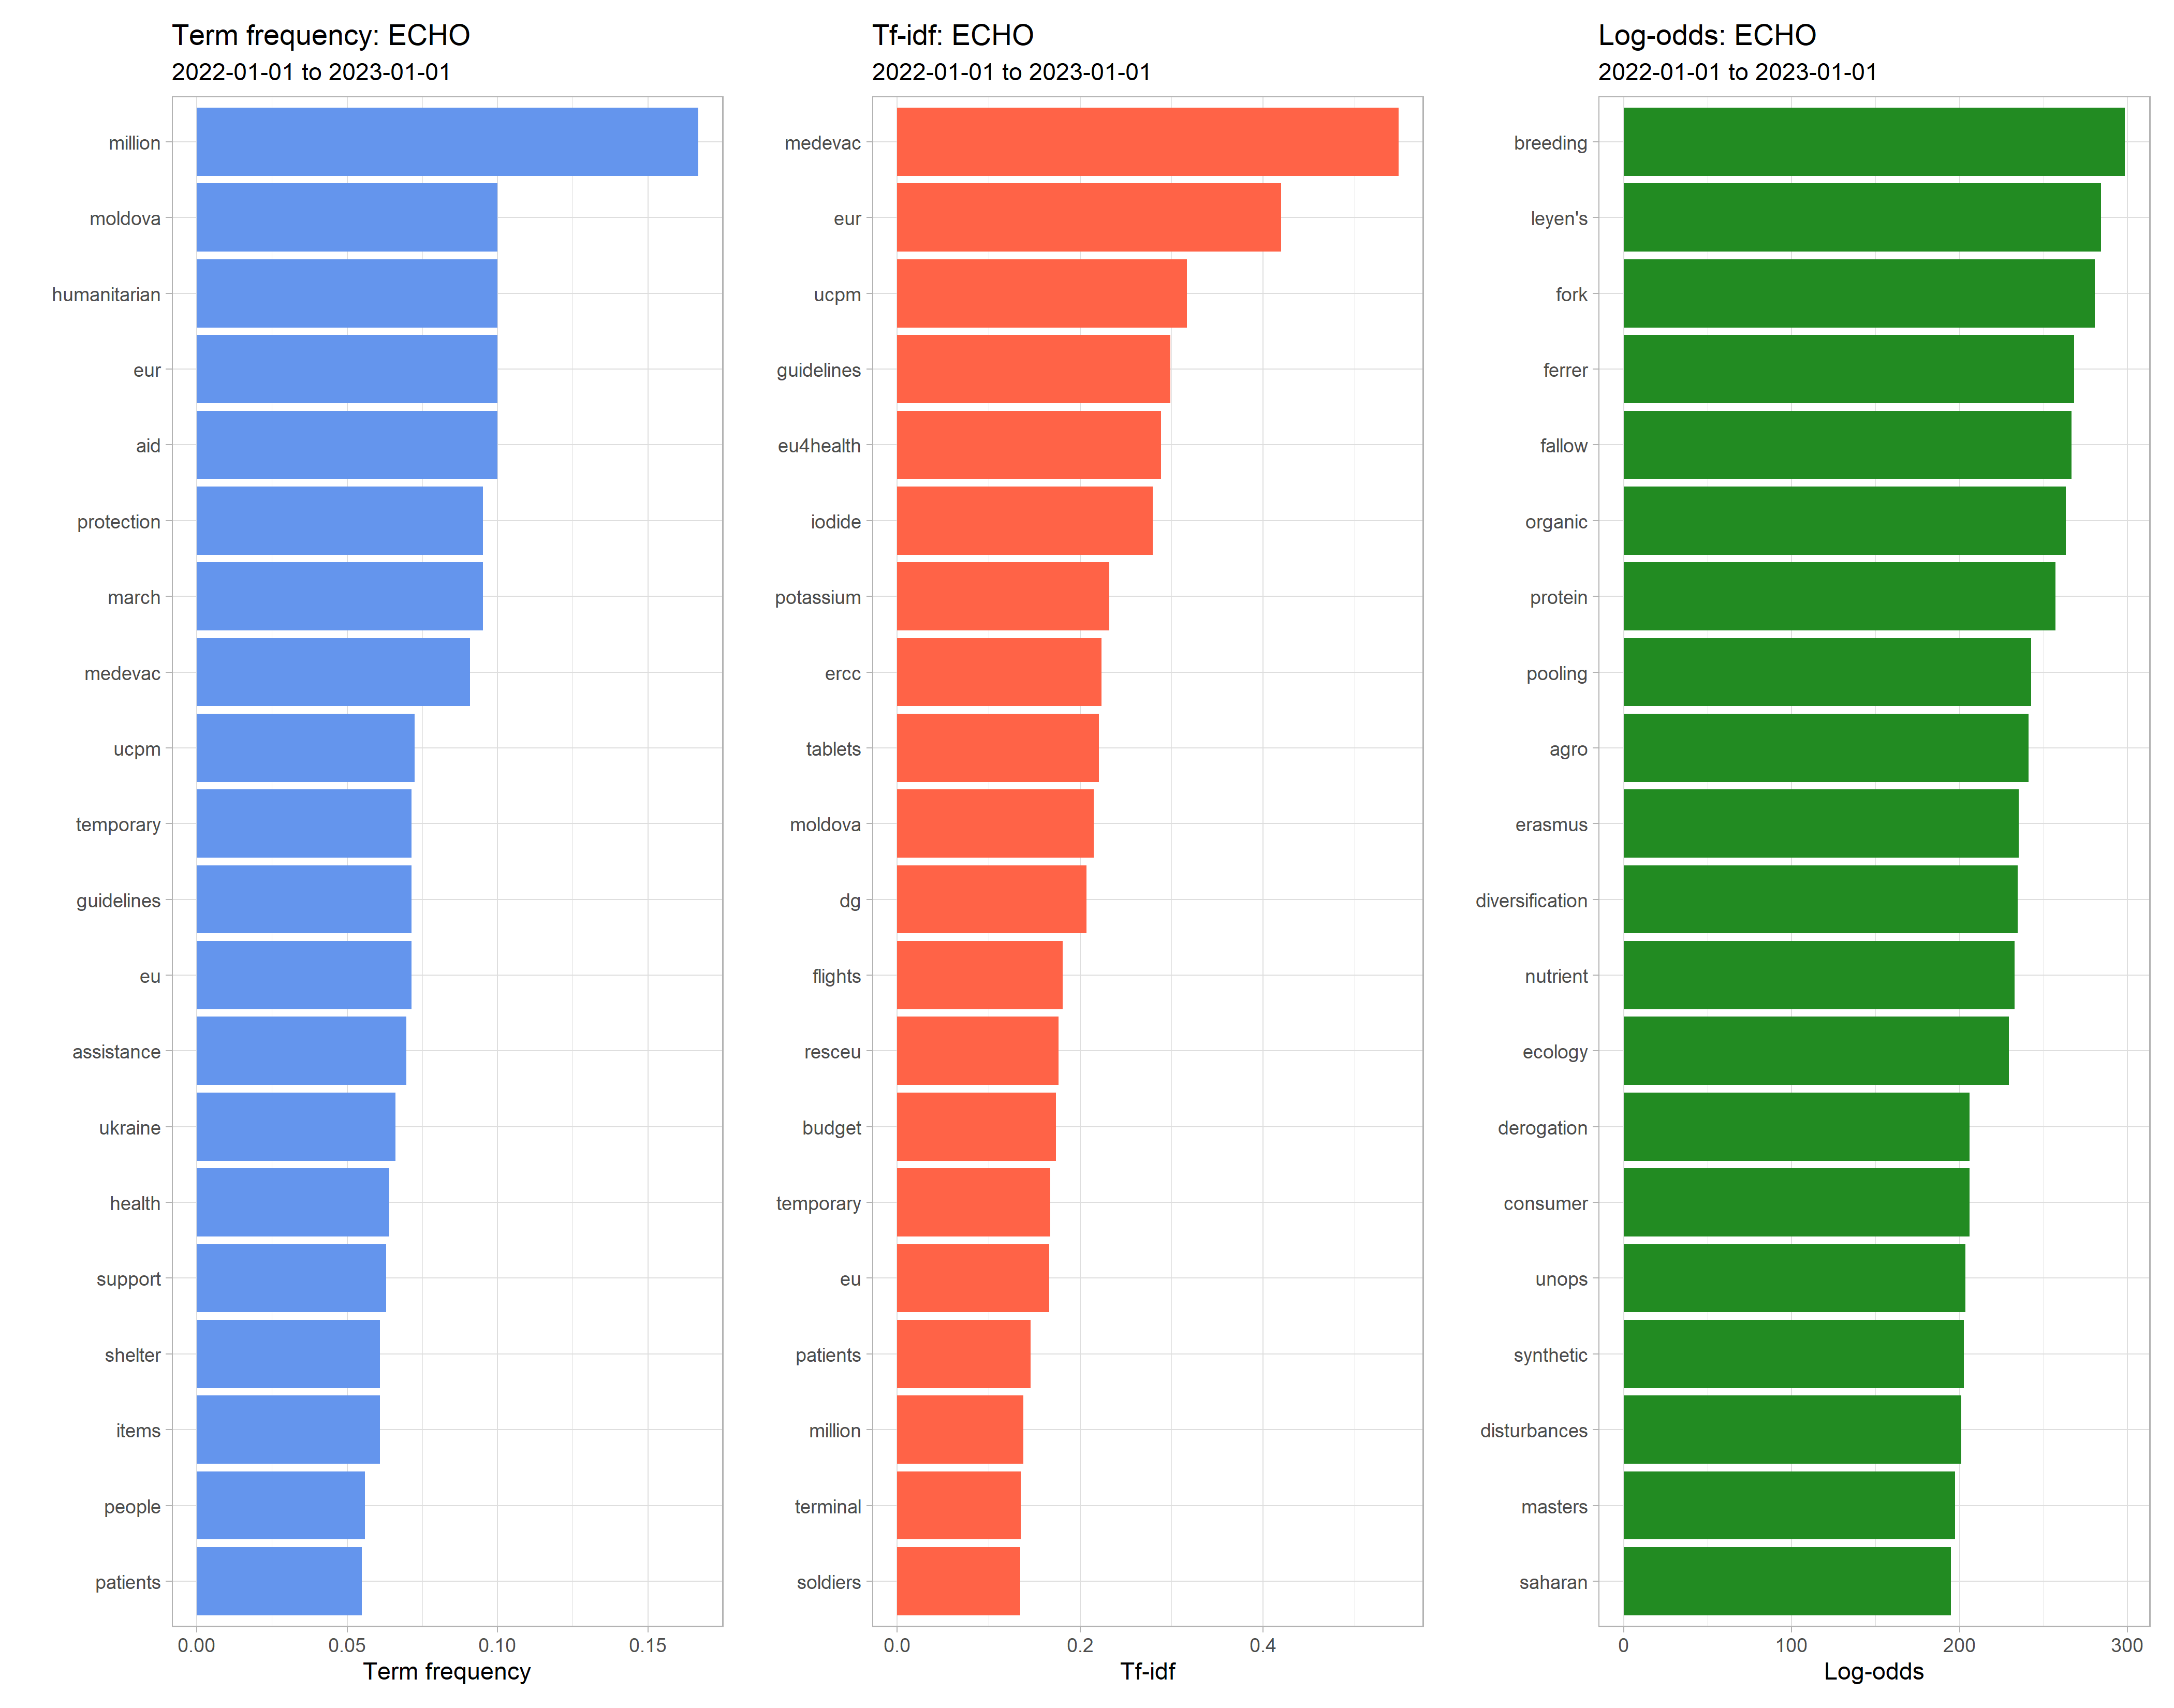 Term frequency: ECHO
2022-01-01 to 2023-01-01
million
moldova
humanitarian
eur
aid
protection
march
medevac
ucpm
temporary
guidelines
eu
assistance
ukraine
health
support
shelter
items
people
patients
0.00 0.05 0.10 0.15
Term frequency
Tf-idf: ECHO
2022-01-01 to 2023-01-01
medevac
eur
ucpm
guidelines
eu4health
iodide
potassium
ercc
tablets
moldova
dg
flights
resceu
budget
temporary
eu
patients
million
terminal
soldiers
0.0 0.2 0.4
Tf-idf
Log-odds: ECHO
2022-01-01 to 2023-01-01
breeding
leyen's
fork
ferrer
fallow
organic
protein
pooling
agro
erasmus
diversification
nutrient
ecology
derogation
consumer
unops
synthetic
disturbances
masters
saharan
0 100 200 300
Log-odds